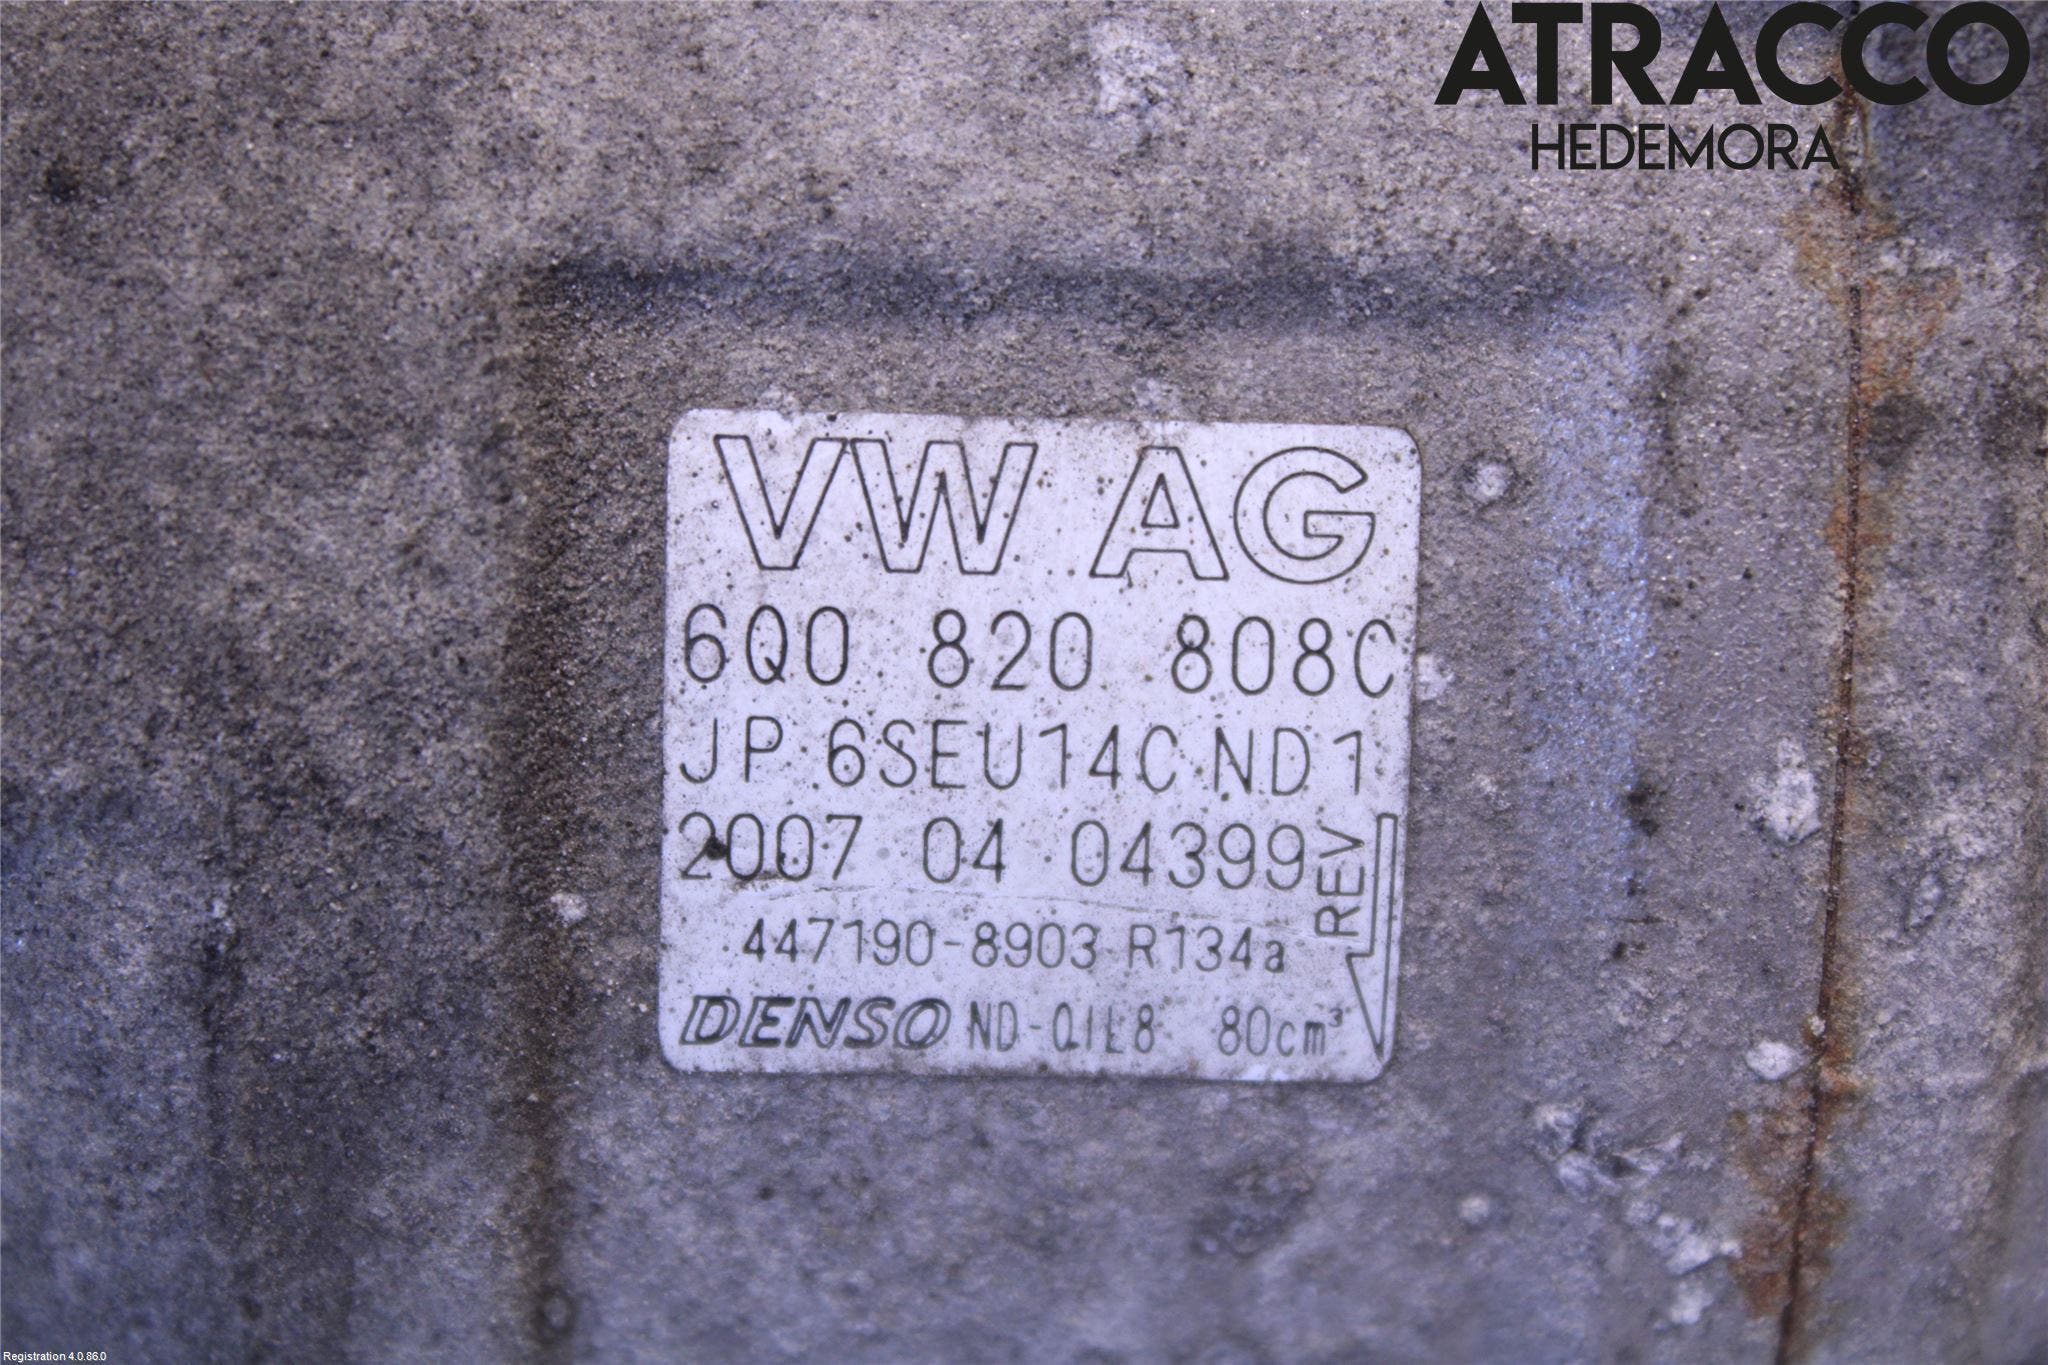 ATRACCO
HEDEMORA
VW AG
6Q0 820 808C
JP 6SEU14C ND1
2007 04 04399
REV
447190-8903 R134a
DENSO ND-OIL8 80cm³
Registration 4.0.86.0